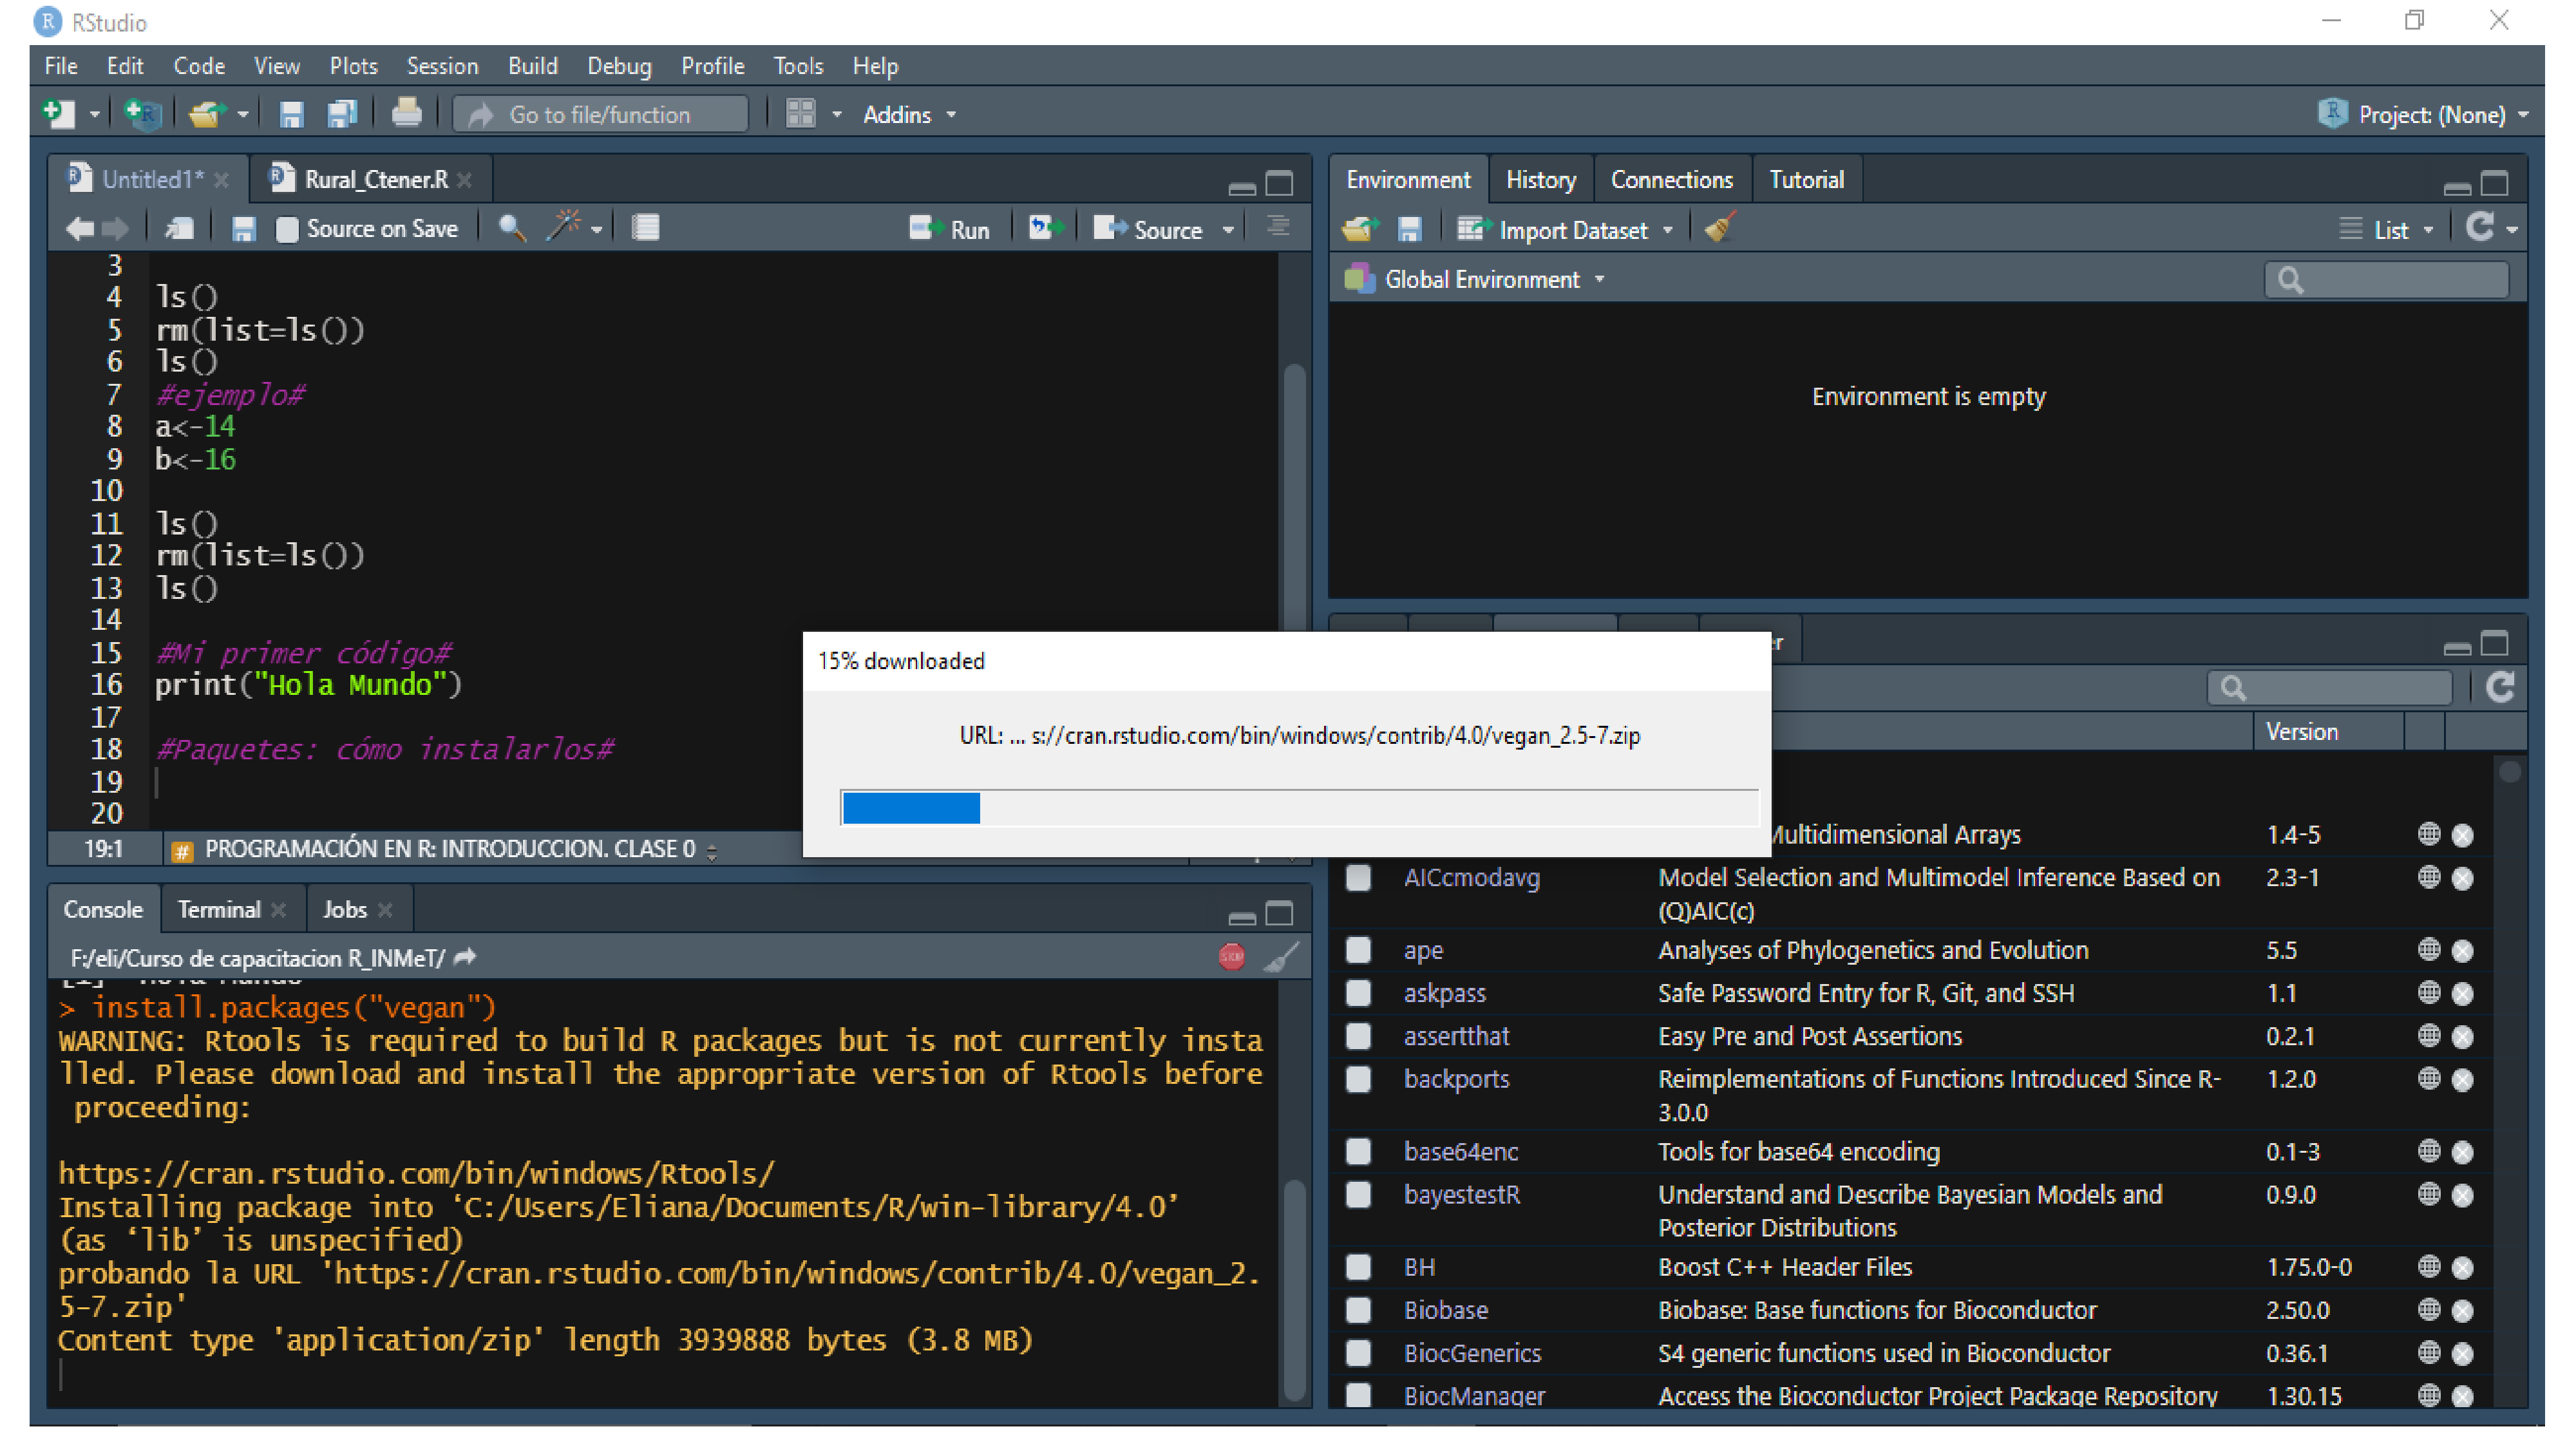 RStudio
File Edit Code View Plots Session Build Debug Profile Tools Help
Go to file/function Addins Project: (None)
Untitled1* Rural_Ctener.R
Source on Save Run Source
3
4 ls()
5 rm(list=ls())
6 ls()
7 #ejemplo#
8 a<-14
9 b<-16
10
11 ls()
12 rm(list=ls())
13 ls()
14
15 #Mi primer código#
16 print("Hola Mundo")
17
18 #Paquetes: cómo instalarlos#
19
20
19:1 PROGRAMACIÓN EN R: INTRODUCCION. CLASE 0
Console Terminal Jobs
F:/eli/Curso de capacitacion R_INMeT/
STOP
> install.packages("vegan")
WARNING: Rtools is required to build R packages but is not currently insta
lled. Please download and install the appropriate version of Rtools before
proceeding:
https://cran.rstudio.com/bin/windows/Rtools/
Installing package into ‘C:/Users/Eliana/Documents/R/win-library/4.0’
(as ‘lib’ is unspecified)
probando la URL 'https://cran.rstudio.com/bin/windows/contrib/4.0/vegan_2.
5-7.zip'
Content type 'application/zip' length 3939888 bytes (3.8 MB)
15% downloaded
URL: ... s://cran.rstudio.com/bin/windows/contrib/4.0/vegan_2.5-7.zip
Environment History Connections Tutorial
Import Dataset List
Global Environment
Environment is empty
Version
Multidimensional Arrays 1.4-5
AICcmodavg Model Selection and Multimodel Inference Based on 2.3-1
(Q)AIC(c)
ape Analyses of Phylogenetics and Evolution 5.5
askpass Safe Password Entry for R, Git, and SSH 1.1
assertthat Easy Pre and Post Assertions 0.2.1
backports Reimplementations of Functions Introduced Since R- 1.2.0
3.0.0
base64enc Tools for base64 encoding 0.1-3
bayestestR Understand and Describe Bayesian Models and 0.9.0
Posterior Distributions
BH Boost C++ Header Files 1.75.0-0
Biobase Biobase: Base functions for Bioconductor 2.50.0
BiocGenerics S4 generic functions used in Bioconductor 0.36.1
BiocManager Access the Bioconductor Project Package Repository 1.30.15